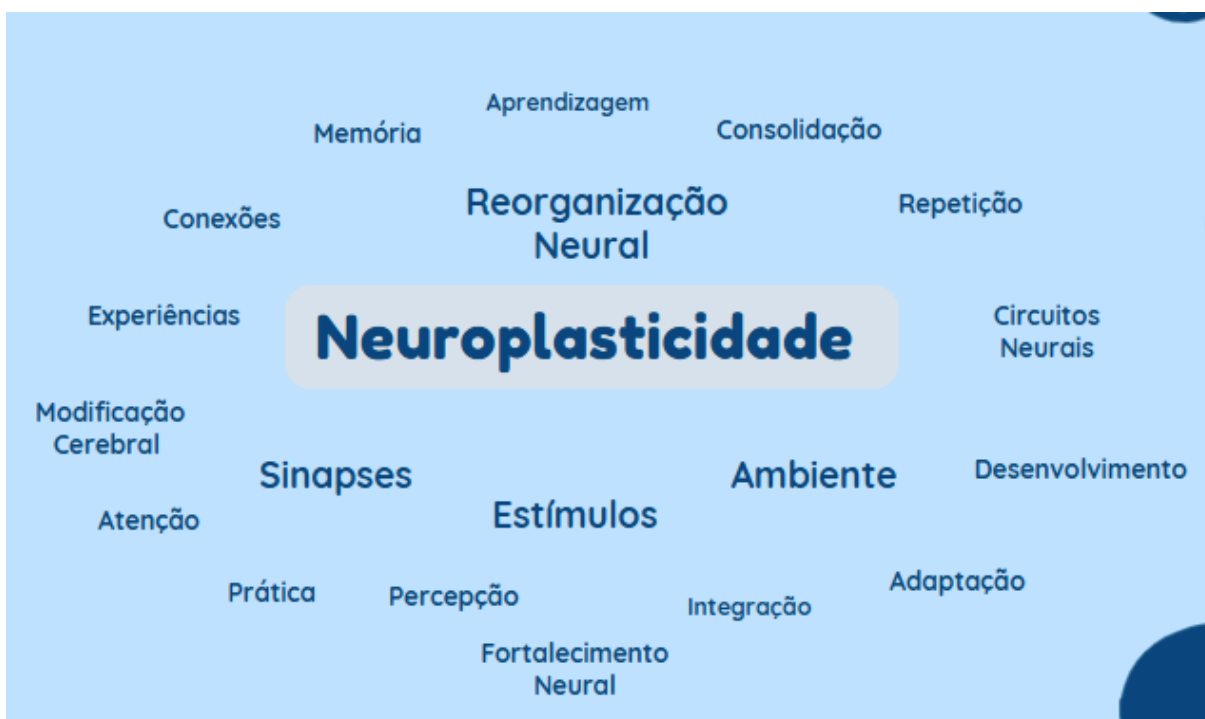 Aprendizagem
Memória
Consolidação
Reorganização
Neural
Conexões
Repetição
Experiências
Neuroplasticidade
Circuitos
Neurais
Modificação
Cerebral
Sinapses
Ambiente
Desenvolvimento
Atenção
Estímulos
Prática
Percepção
Integração
Adaptação
Fortalecimento
Neural